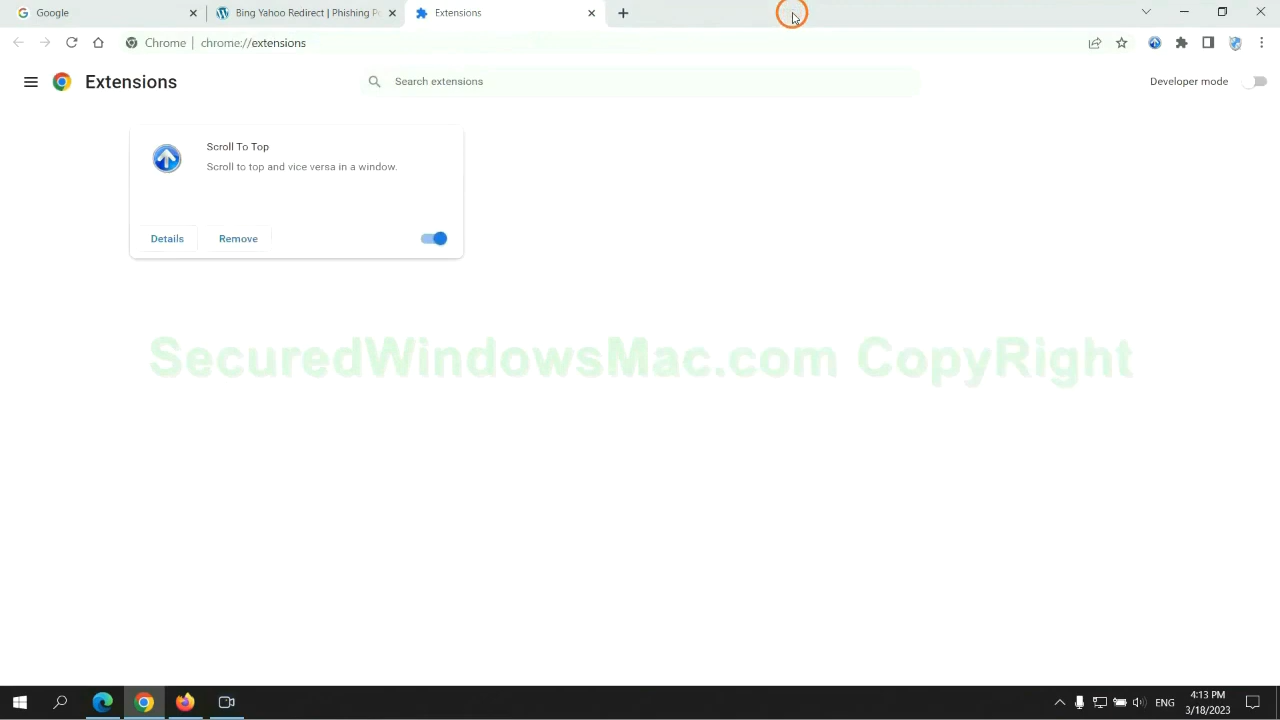 Google
Bing Yahoo Redirect | Phishing Po
Extensions
Chrome | chrome://extensions
Extensions
Search extensions
Developer mode
Scroll To Top
Scroll to top and vice versa in a window.
Details
Remove
SecuredWindowsMac.com CopyRight
ENG
4:13 PM
3/18/2023